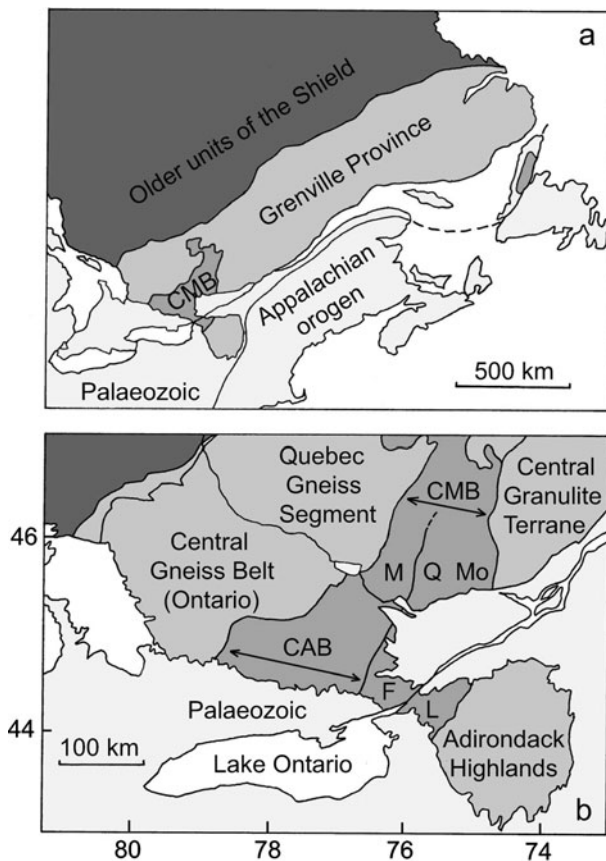 a
Older units of the Shield
Grenville Province
CMB
Appalachian
orogen
Palaeozoic
500 km
b
Quebec
Gneiss
Segment
CMB
Central
Granulite
Terrane
46
Central
Gneiss Belt
(Ontario)
M Q Mo
CAB
F
L
Palaeozoic
44
100 km
Lake Ontario
Adirondack
Highlands
80 78 76 74